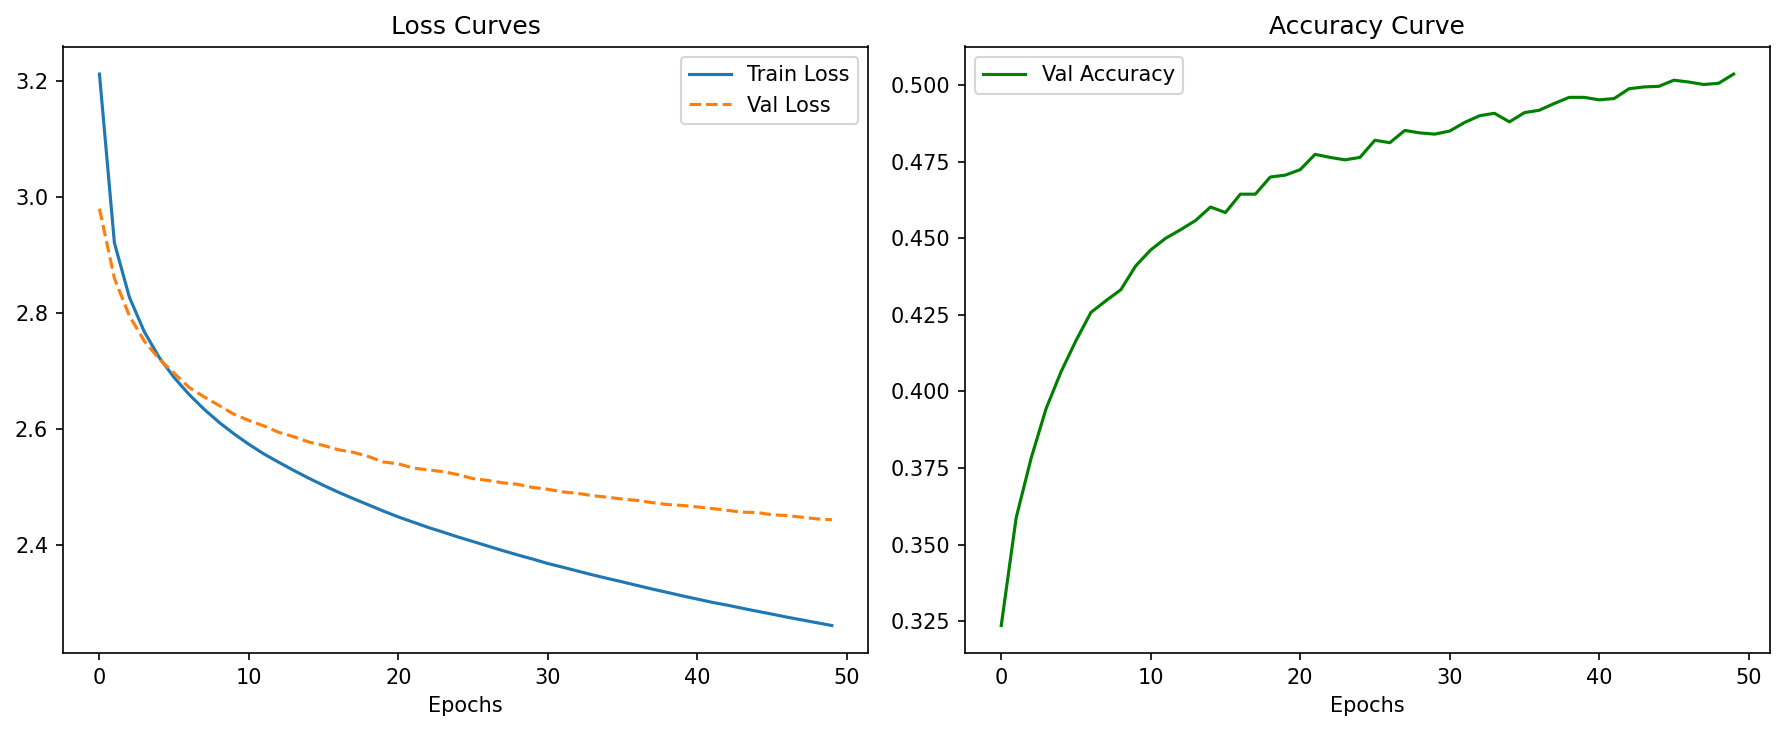 Loss Curves
3.2
3.0
2.8
2.6
2.4
Train Loss
Val Loss
0 10 20 30 40 50
Epochs
Accuracy Curve
0.500
0.475
0.450
0.425
0.400
0.375
0.350
0.325
Val Accuracy
0 10 20 30 40 50
Epochs